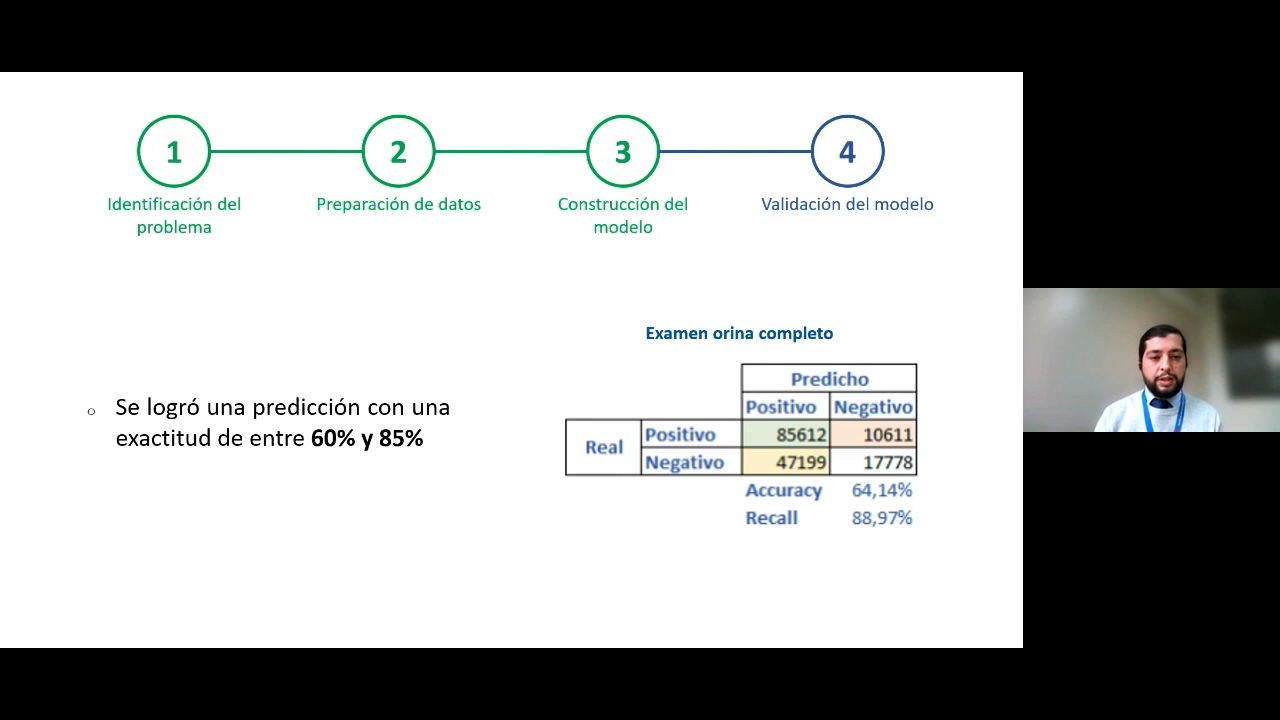 1
2
3
4
Identificación del
problema
Preparación de datos
Construcción del
modelo
Validación del modelo
Examen orina completo
Predicho
Positivo Negativo
Real
Positivo 85612 10611
Negativo 47199 17778
Accuracy 64,14%
Recall 88,97%
o Se logró una predicción con una
exactitud de entre 60% y 85%